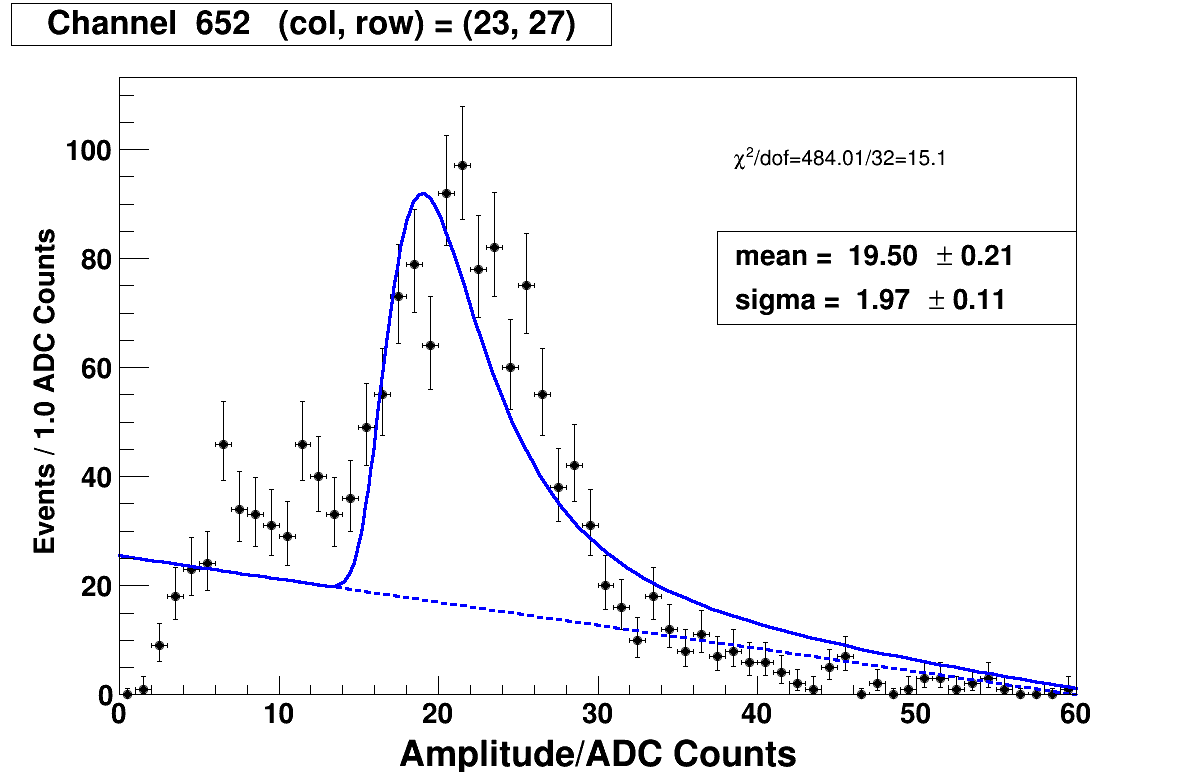 Channel 652 (col, row) = (23, 27)
χ²/dof=484.01/32=15.1
mean = 19.50 ± 0.21
sigma = 1.97 ± 0.11
Events / 1.0 ADC Counts
100
80
60
40
20
0
0 10 20 30 40 50 60
Amplitude/ADC Counts